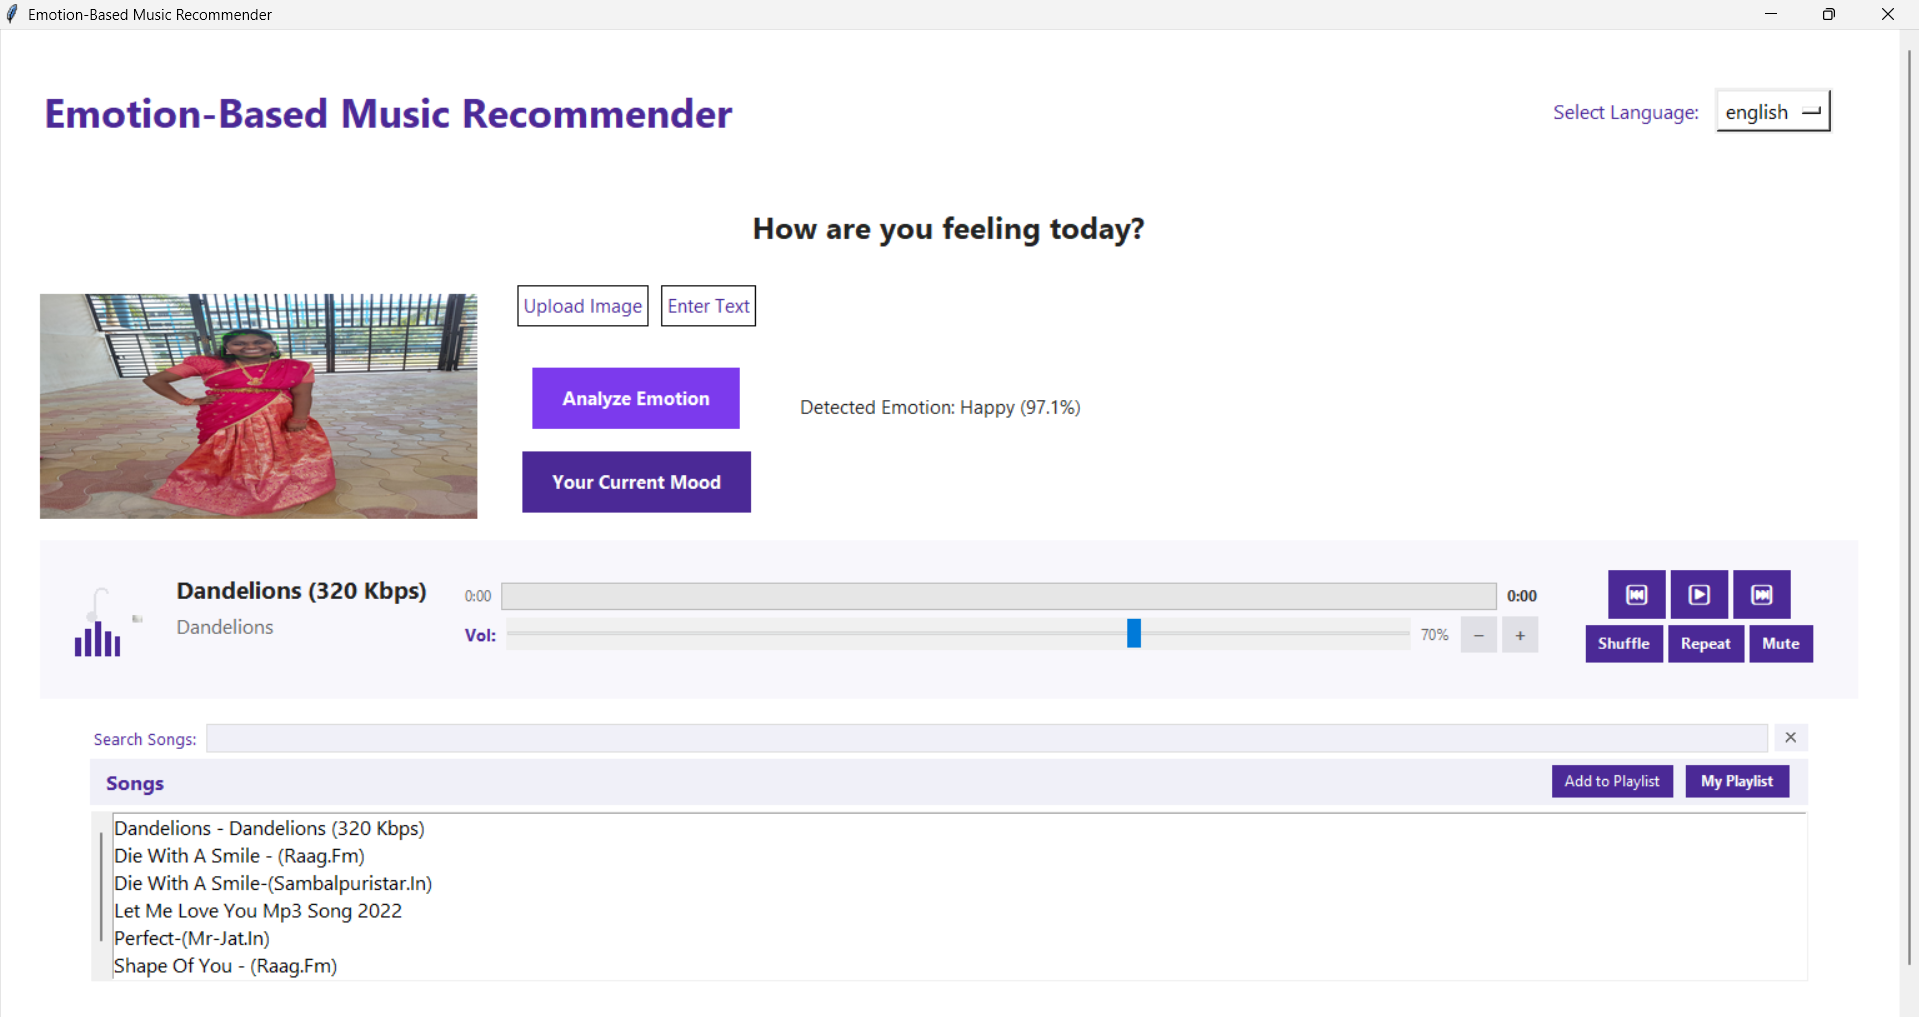 Emotion-Based Music Recommender
Emotion-Based Music Recommender
Select Language: english
How are you feeling today?
Upload Image Enter Text
Analyze Emotion
Detected Emotion: Happy (97.1%)
Your Current Mood
Dandelions (320 Kbps)
0:00 0:00
Dandelions
Vol: 70% − +
Shuffle Repeat Mute
Search Songs: ✕
Songs Add to Playlist My Playlist
Dandelions - Dandelions (320 Kbps)
Die With A Smile - (Raag.Fm)
Die With A Smile-(Sambalpuristar.In)
Let Me Love You Mp3 Song 2022
Perfect-(Mr-Jat.In)
Shape Of You - (Raag.Fm)